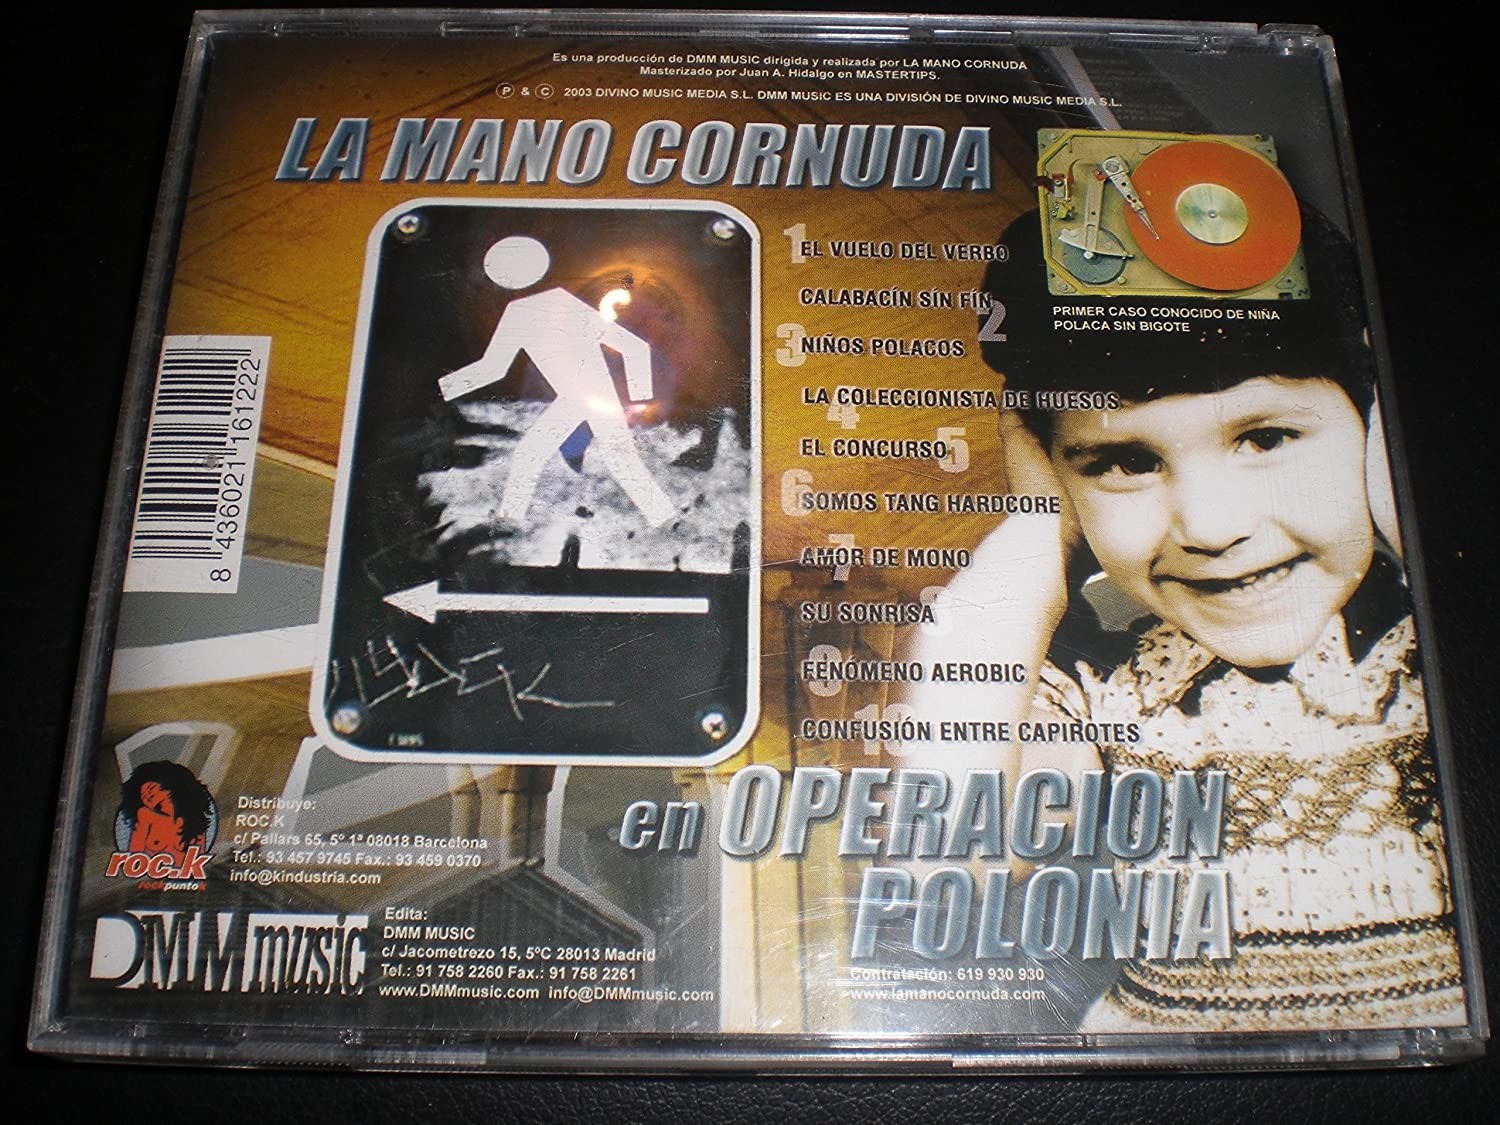 Es una producción de DMM MUSIC dirigida y realizada por LA MANO CORNUDA
Masterizado por Juan A. Hidalgo en MASTERTIPS.
P & C 2003 DIVINO MUSIC MEDIA S.L. DMM MUSIC ES UNA DIVISIÓN DE DIVINO MUSIC MEDIA S.L.
LA MANO CORNUDA
PRIMER CASO CONOCIDO DE NIÑA
POLACA SIN BIGOTE
1 EL VUELO DEL VERBO
CALABACÍN SÍN FÍN 2
3 NIÑOS POLACOS
4 LA COLECCIONISTA DE HUESOS
EL CONCURSO 5
6 SOMOS TANG HARDCORE
7 AMOR DE MONO
SU SONRISA 8
9 FENÓMENO AEROBIC
10 CONFUSIÓN ENTRE CAPIROTES
en OPERACION
POLONIA
Contratación: 619 930 930
www.lamanocornuda.com
8 436021 161222
roc.k
rockpuntok
Distribuye:
ROC.K
c/ Pallars 65, 5º 1ª 08018 Barcelona
Tel.: 93 457 9745 Fax.: 93 459 0370
info@kindustria.com
DMM music
Edita:
DMM MUSIC
c/ Jacometrezo 15, 5ºC 28013 Madrid
Tel.: 91 758 2260 Fax.: 91 758 2261
www.DMMmusic.com info@DMMmusic.com